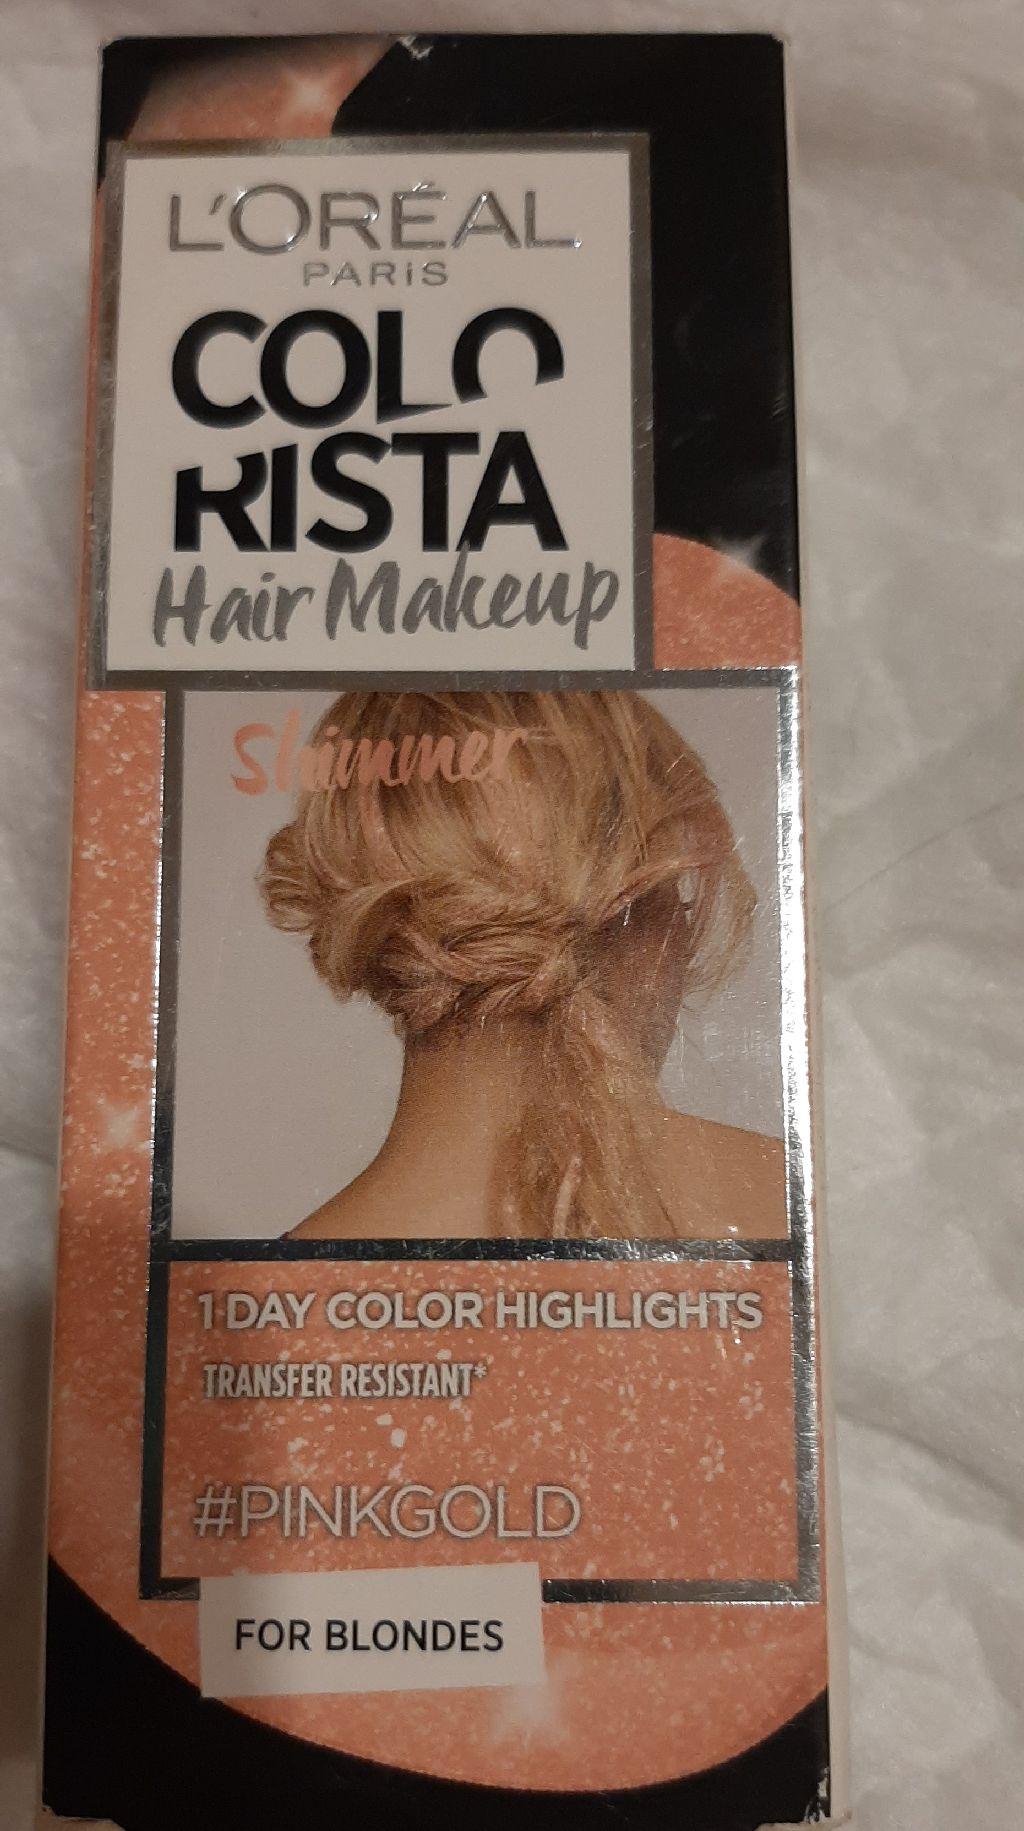 L'ORÉAL
PARIS
COLO
RISTA
Hair Makeup
Shimmer
1 DAY COLOR HIGHLIGHTS
TRANSFER RESISTANT*
#PINKGOLD
FOR BLONDES